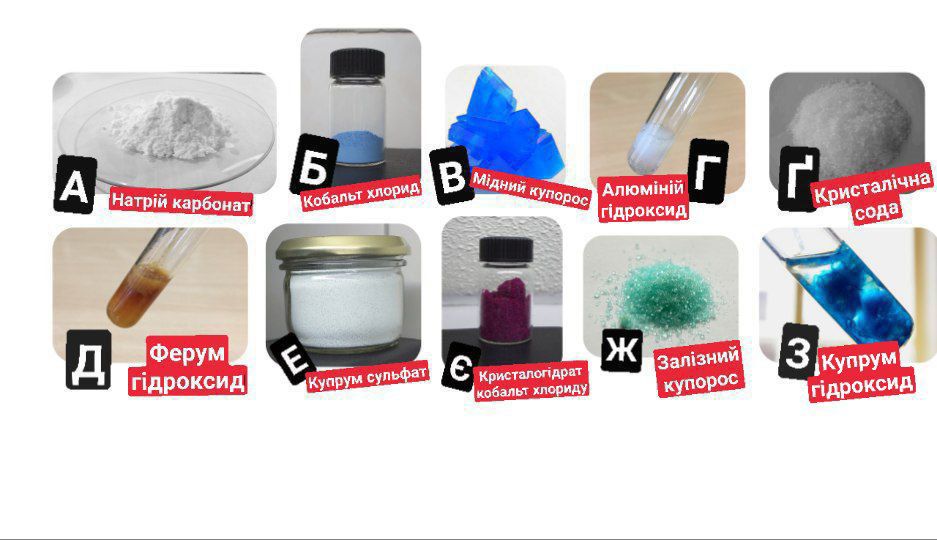 А
Натрій карбонат
Б
Кобальт хлорид
В
Мідний купорос
Г
Алюміній
гідроксид
Ґ
Кристалічна
сода
Д
Ферум
гідроксид
Е
Купрум сульфат
Є
Кристалогідрат
кобальт хлориду
Ж
Залізний
купорос
З
Купрум
гідроксид